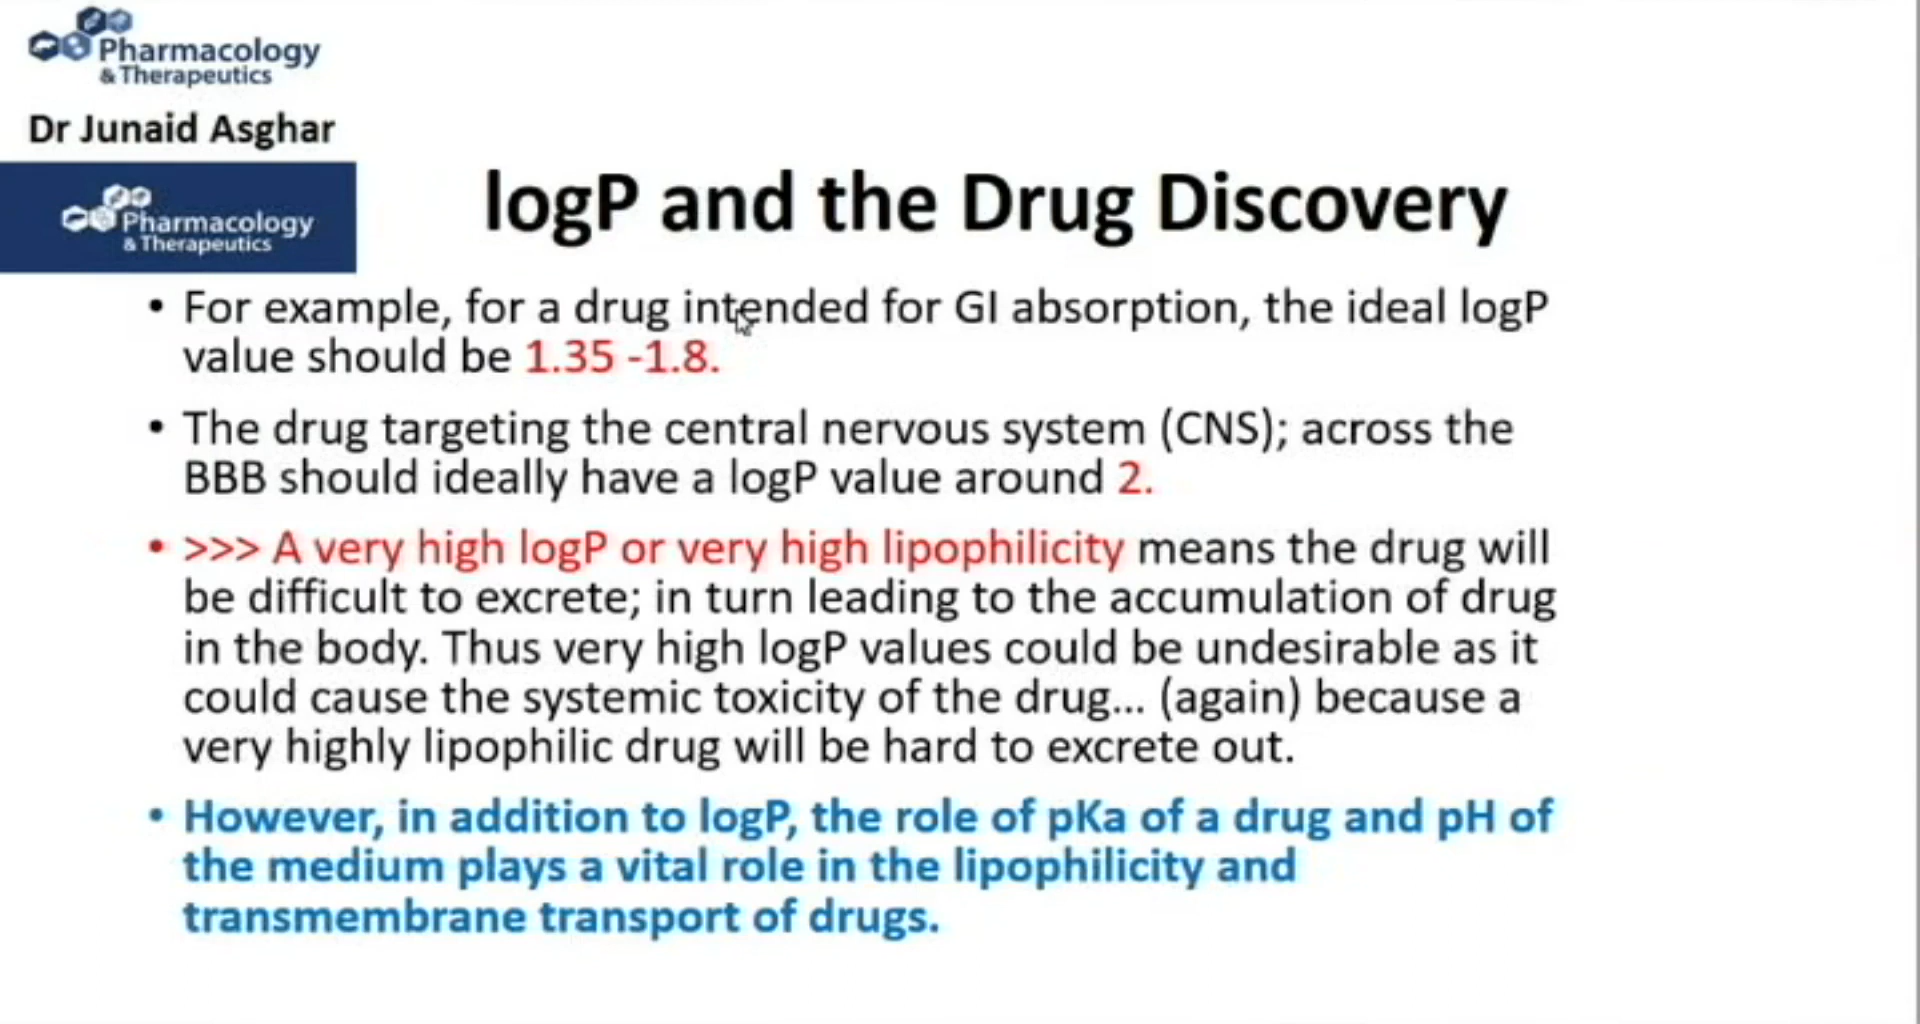 Pharmacology
& Therapeutics
Dr Junaid Asghar
Pharmacology
& Therapeutics
logP and the Drug Discovery
• For example, for a drug intended for GI absorption, the ideal logP
value should be 1.35 -1.8.
• The drug targeting the central nervous system (CNS); across the
BBB should ideally have a logP value around 2.
• >>> A very high logP or very high lipophilicity means the drug will
be difficult to excrete; in turn leading to the accumulation of drug
in the body. Thus very high logP values could be undesirable as it
could cause the systemic toxicity of the drug... (again) because a
very highly lipophilic drug will be hard to excrete out.
• However, in addition to logP, the role of pKa of a drug and pH of
the medium plays a vital role in the lipophilicity and
transmembrane transport of drugs.